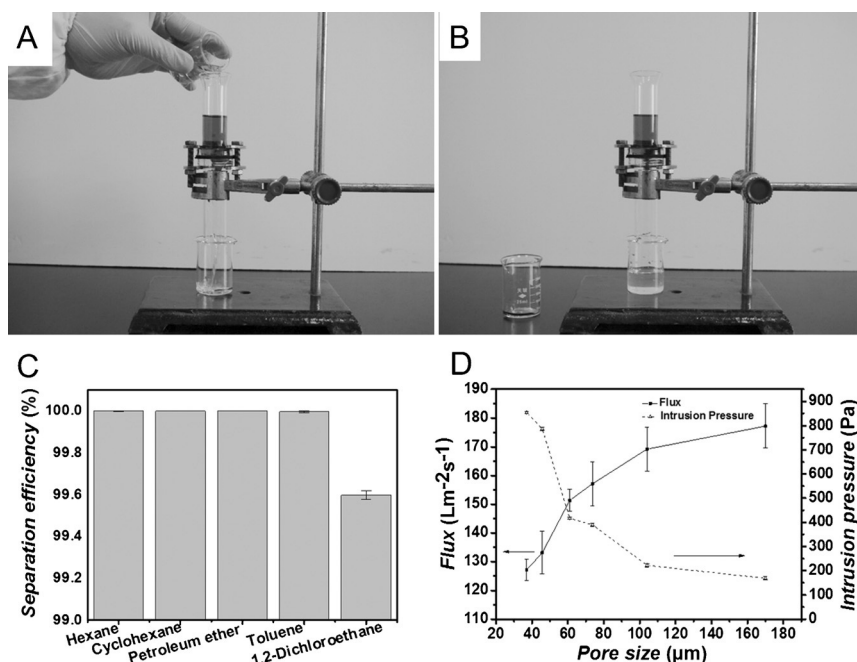 A
B
C
Separation efficiency (%)
100.0
99.8
99.6
99.4
99.2
99.0
Hexane
Cyclohexane
Petroleum ether
Toluene
1,2-Dichloroethane
D
Flux (Lm-2s-1)
190
180
170
160
150
140
130
120
110
Flux
Intrusion Pressure
900
800
700
600
500
400
300
200
100
0
Intrusion pressure (Pa)
20 40 60 80 100 120 140 160 180
Pore size (μm)